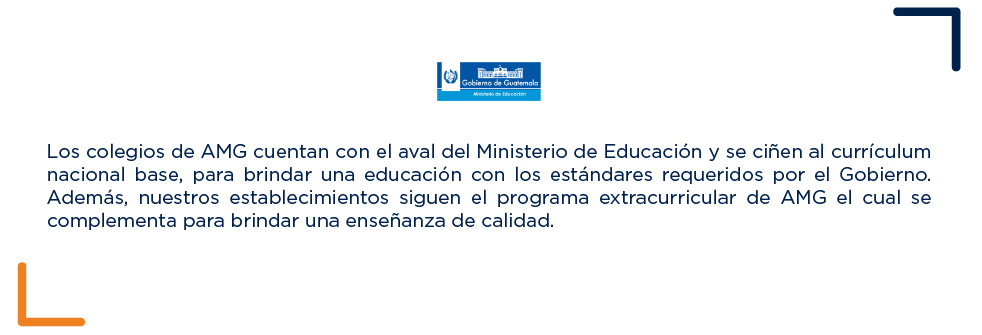 Gobierno de Guatemala
Ministerio de Educación
Los colegios de AMG cuentan con el aval del Ministerio de Educación y se ciñen al currículum
nacional base, para brindar una educación con los estándares requeridos por el Gobierno.
Además, nuestros establecimientos siguen el programa extracurricular de AMG el cual se
complementa para brindar una enseñanza de calidad.